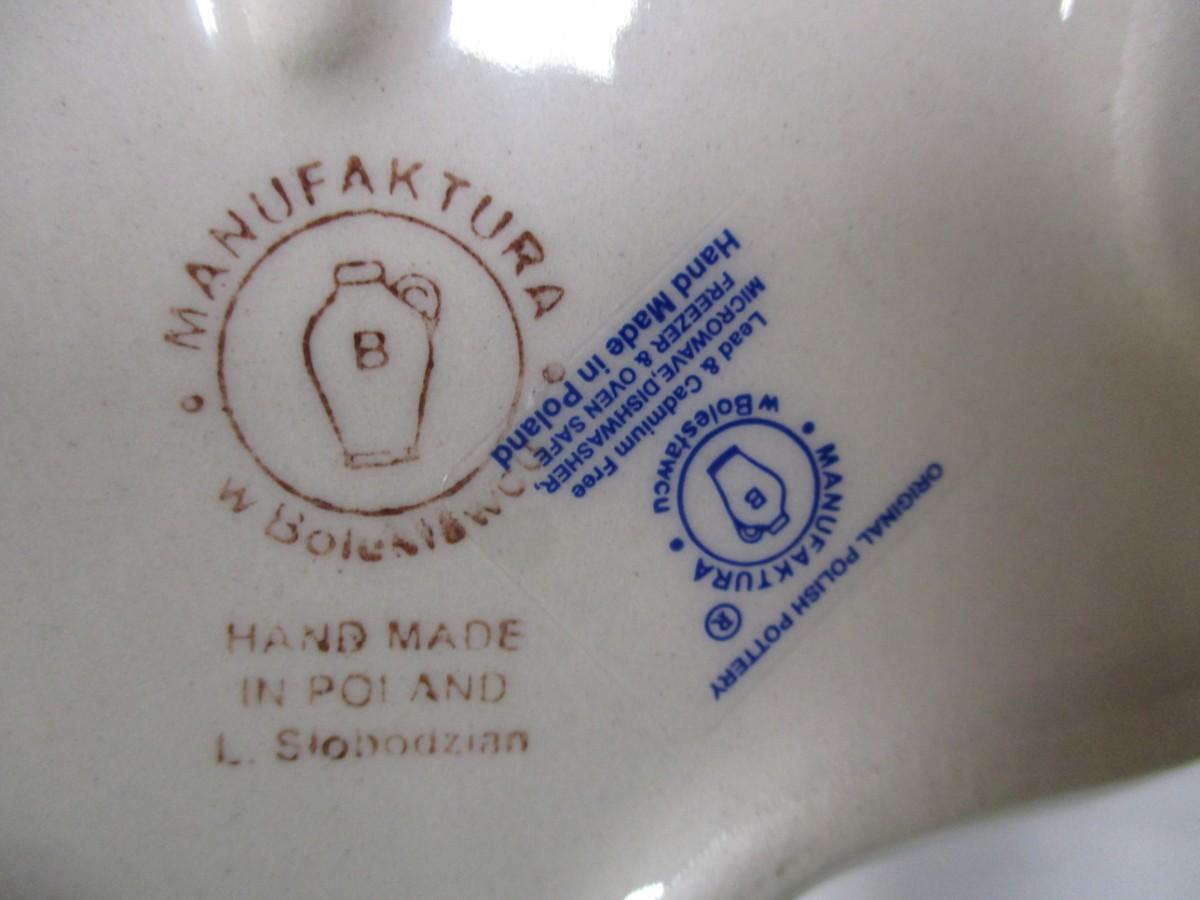 MANUFAKTURA
B
w Bolesławcu
HAND MADE
IN POLAND
L. Słobodzian
ORIGINAL POLISH POTTERY
®
MANUFAKTURA
B
w Bolesławcu
Lead & Cadmium Free
MICROWAVE, DISHWASHER,
FREEZER & OVEN SAFE
Hand Made in Poland